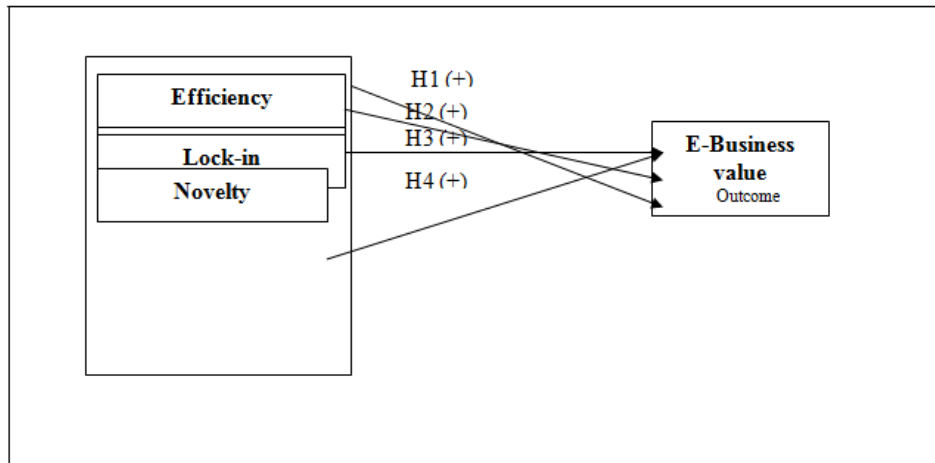 Efficiency
Lock-in
Novelty
H1 (+)
H2 (+)
H3 (+)
H4 (+)
E-Business
value
Outcome